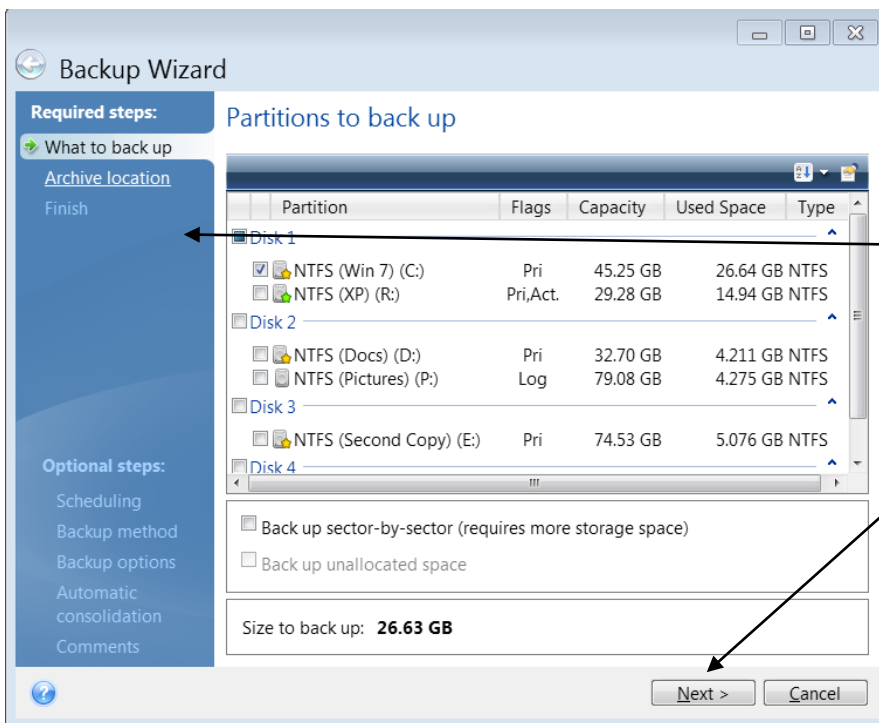 Backup Wizard
Required steps:
What to back up
Archive location
Finish
Optional steps:
Scheduling
Backup method
Backup options
Automatic
consolidation
Comments
Partitions to back up
Partition Flags Capacity Used Space Type
Disk 1
NTFS (Win 7) (C:) Pri 45.25 GB 26.64 GB NTFS
NTFS (XP) (R:) Pri,Act. 29.28 GB 14.94 GB NTFS
Disk 2
NTFS (Docs) (D:) Pri 32.70 GB 4.211 GB NTFS
NTFS (Pictures) (P:) Log 79.08 GB 4.275 GB NTFS
Disk 3
NTFS (Second Copy) (E:) Pri 74.53 GB 5.076 GB NTFS
Disk 4
Back up sector-by-sector (requires more storage space)
Back up unallocated space
Size to back up: 26.63 GB
Next > Cancel